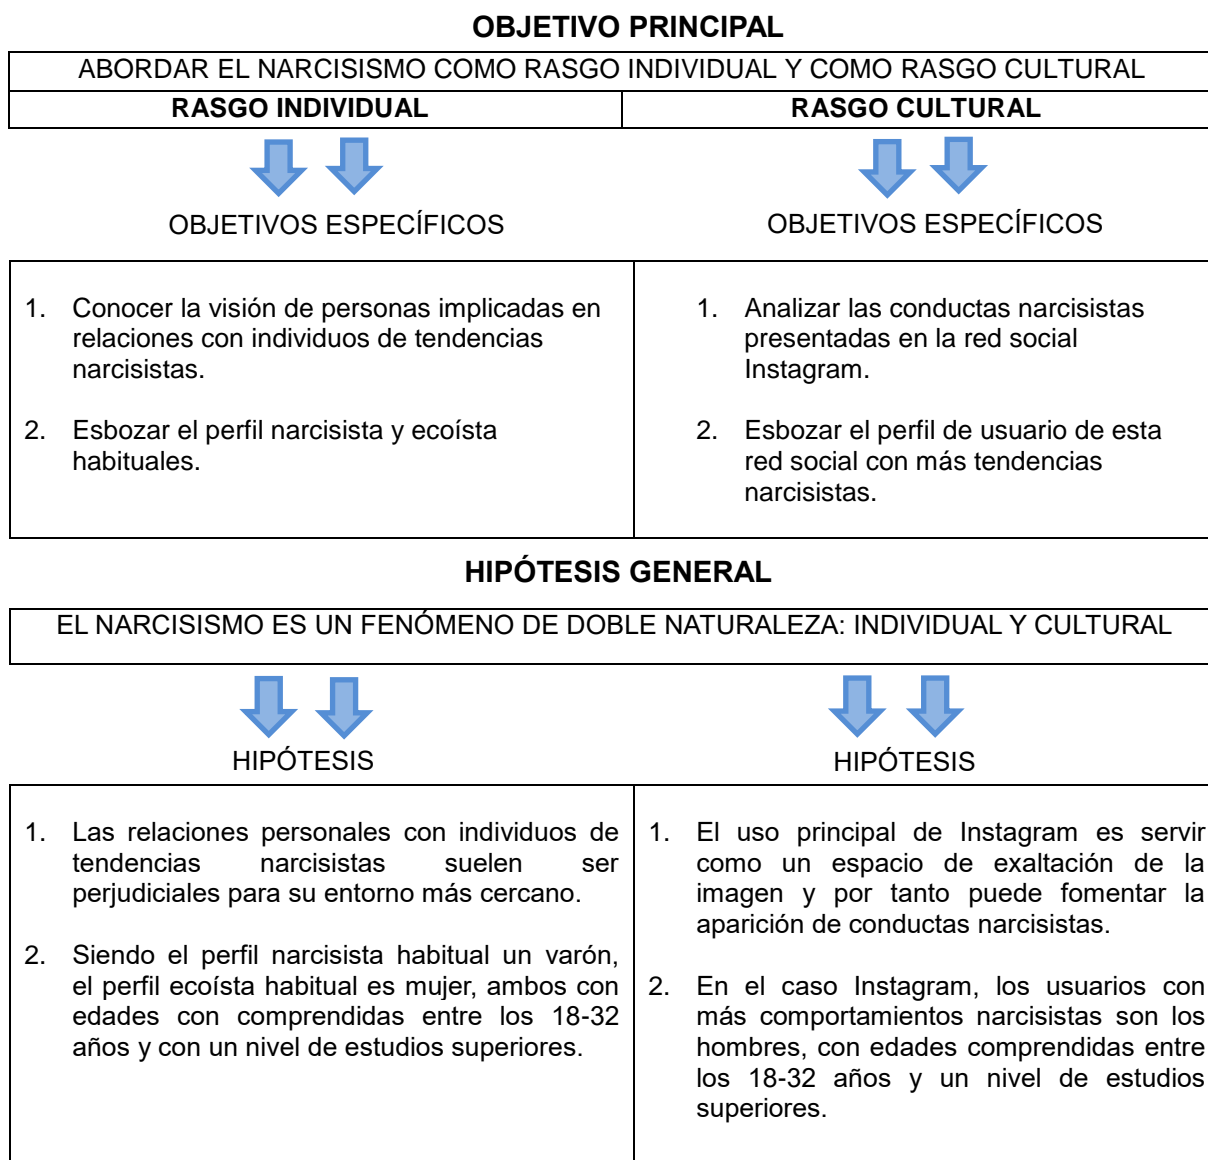 OBJETIVO PRINCIPAL
ABORDAR EL NARCISISMO COMO RASGO INDIVIDUAL Y COMO RASGO CULTURAL
RASGO INDIVIDUAL
RASGO CULTURAL
OBJETIVOS ESPECÍFICOS
OBJETIVOS ESPECÍFICOS
1. Conocer la visión de personas implicadas en
relaciones con individuos de tendencias
narcisistas.
2. Esbozar el perfil narcisista y ecoísta
habituales.
1. Analizar las conductas narcisistas
presentadas en la red social
Instagram.
2. Esbozar el perfil de usuario de esta
red social con más tendencias
narcisistas.
HIPÓTESIS GENERAL
EL NARCISISMO ES UN FENÓMENO DE DOBLE NATURALEZA: INDIVIDUAL Y CULTURAL
HIPÓTESIS
HIPÓTESIS
1. Las relaciones personales con individuos de
tendencias narcisistas suelen ser
perjudiciales para su entorno más cercano.
2. Siendo el perfil narcisista habitual un varón,
el perfil ecoísta habitual es mujer, ambos con
edades con comprendidas entre los 18-32
años y con un nivel de estudios superiores.
1. El uso principal de Instagram es servir
como un espacio de exaltación de la
imagen y por tanto puede fomentar la
aparición de conductas narcisistas.
2. En el caso Instagram, los usuarios con
más comportamientos narcisistas son los
hombres, con edades comprendidas entre
los 18-32 años y un nivel de estudios
superiores.